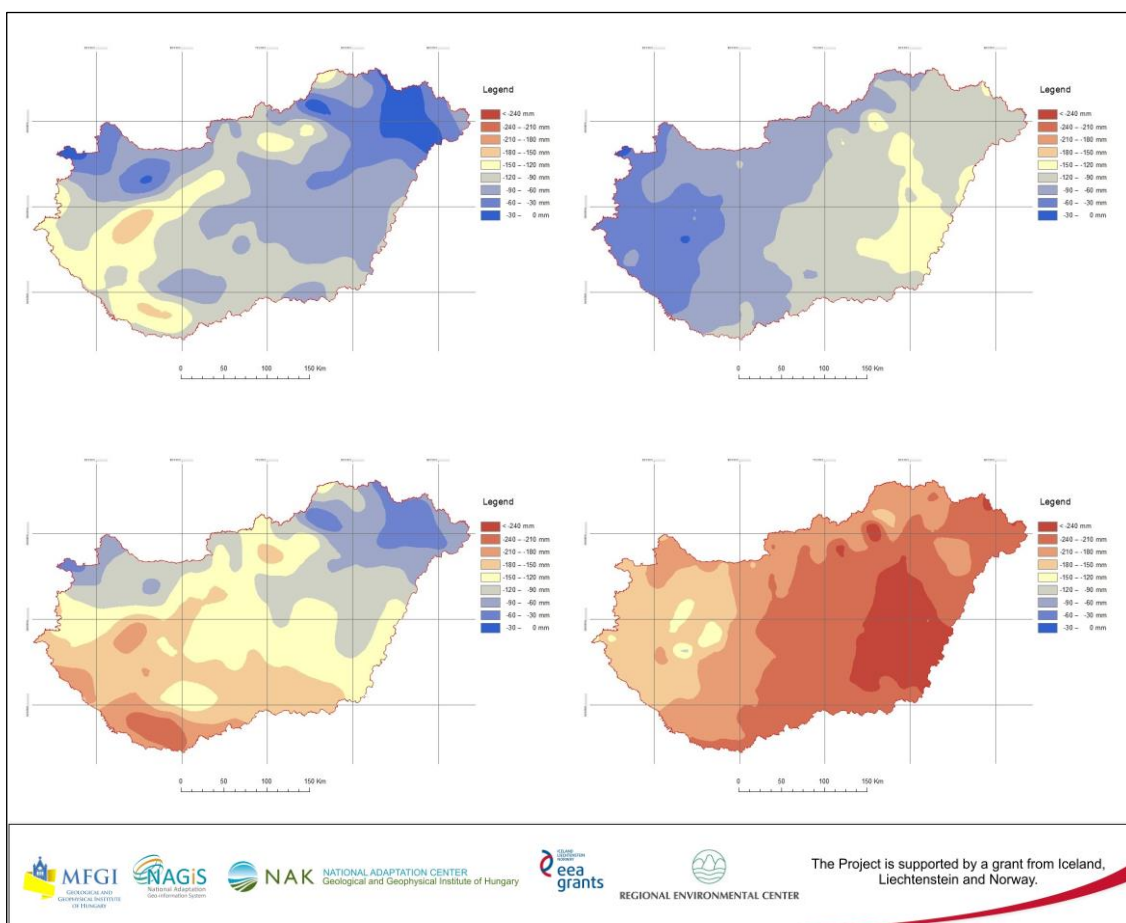 Legend
< -240 mm
-240 – -210 mm
-210 – -180 mm
-180 – -150 mm
-150 – -120 mm
-120 – -90 mm
-90 – -60 mm
-60 – -30 mm
-30 – 0 mm
0 50 100 150 Km
Legend
< -240 mm
-240 – -210 mm
-210 – -180 mm
-180 – -150 mm
-150 – -120 mm
-120 – -90 mm
-90 – -60 mm
-60 – -30 mm
-30 – 0 mm
0 50 100 150 Km
Legend
< -240 mm
-240 – -210 mm
-210 – -180 mm
-180 – -150 mm
-150 – -120 mm
-120 – -90 mm
-90 – -60 mm
-60 – -30 mm
-30 – 0 mm
0 50 100 150 Km
Legend
< -240 mm
-240 – -210 mm
-210 – -180 mm
-180 – -150 mm
-150 – -120 mm
-120 – -90 mm
-90 – -60 mm
-60 – -30 mm
-30 – 0 mm
0 50 100 150 Km
MFGI
GEOLOGICAL AND
GEOPHYSICAL INSTITUTE
OF HUNGARY
NAGiS
National Adaptation
Geo-information System
NAK
NATIONAL ADAPTATION CENTER
Geological and Geophysical Institute of Hungary
ICELAND
LIECHTENSTEIN
NORWAY
eea
grants
REGIONAL ENVIRONMENTAL CENTER
The Project is supported by a grant from Iceland,
Liechtenstein and Norway.